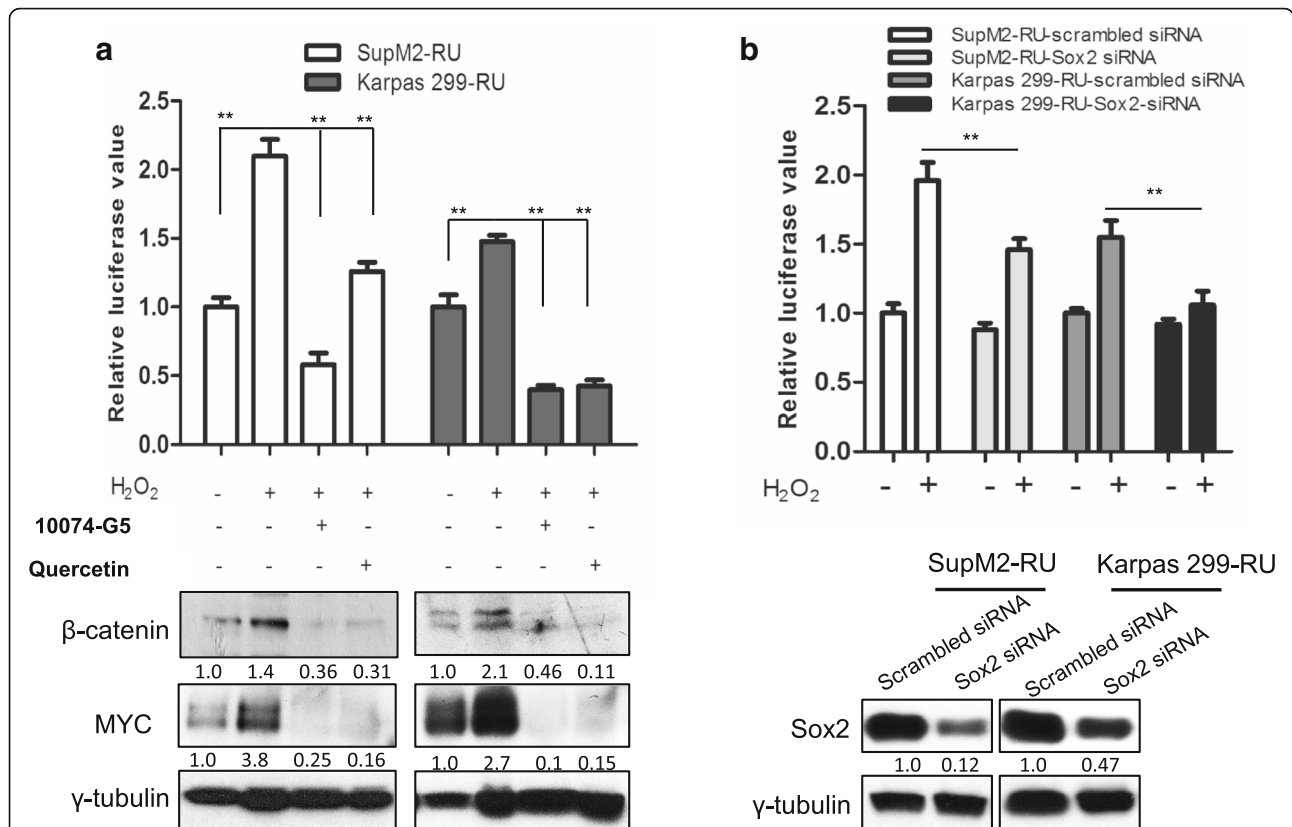 a
SupM2-RU
Karpas 299-RU
Relative luciferase value
2.5
2.0
1.5
1.0
0.5
0.0
** ** **
** ** **
H2O2 - + + + - + + +
10074-G5 - - + - - - + -
Quercetin - - - + - - - +
β-catenin
1.0 1.4 0.36 0.31 1.0 2.1 0.46 0.11
MYC
1.0 3.8 0.25 0.16 1.0 2.7 0.1 0.15
γ-tubulin
b
SupM2-RU-scrambled siRNA
SupM2-RU-Sox2 siRNA
Karpas 299-RU-scrambled siRNA
Karpas 299-RU-Sox2-siRNA
Relative luciferase value
2.5
2.0
1.5
1.0
0.5
0.0
** **
H2O2 - + - + - + - +
SupM2-RU Karpas 299-RU
Scrambled siRNA
Sox2 siRNA
Scrambled siRNA
Sox2 siRNA
Sox2
1.0 0.12 1.0 0.47
γ-tubulin